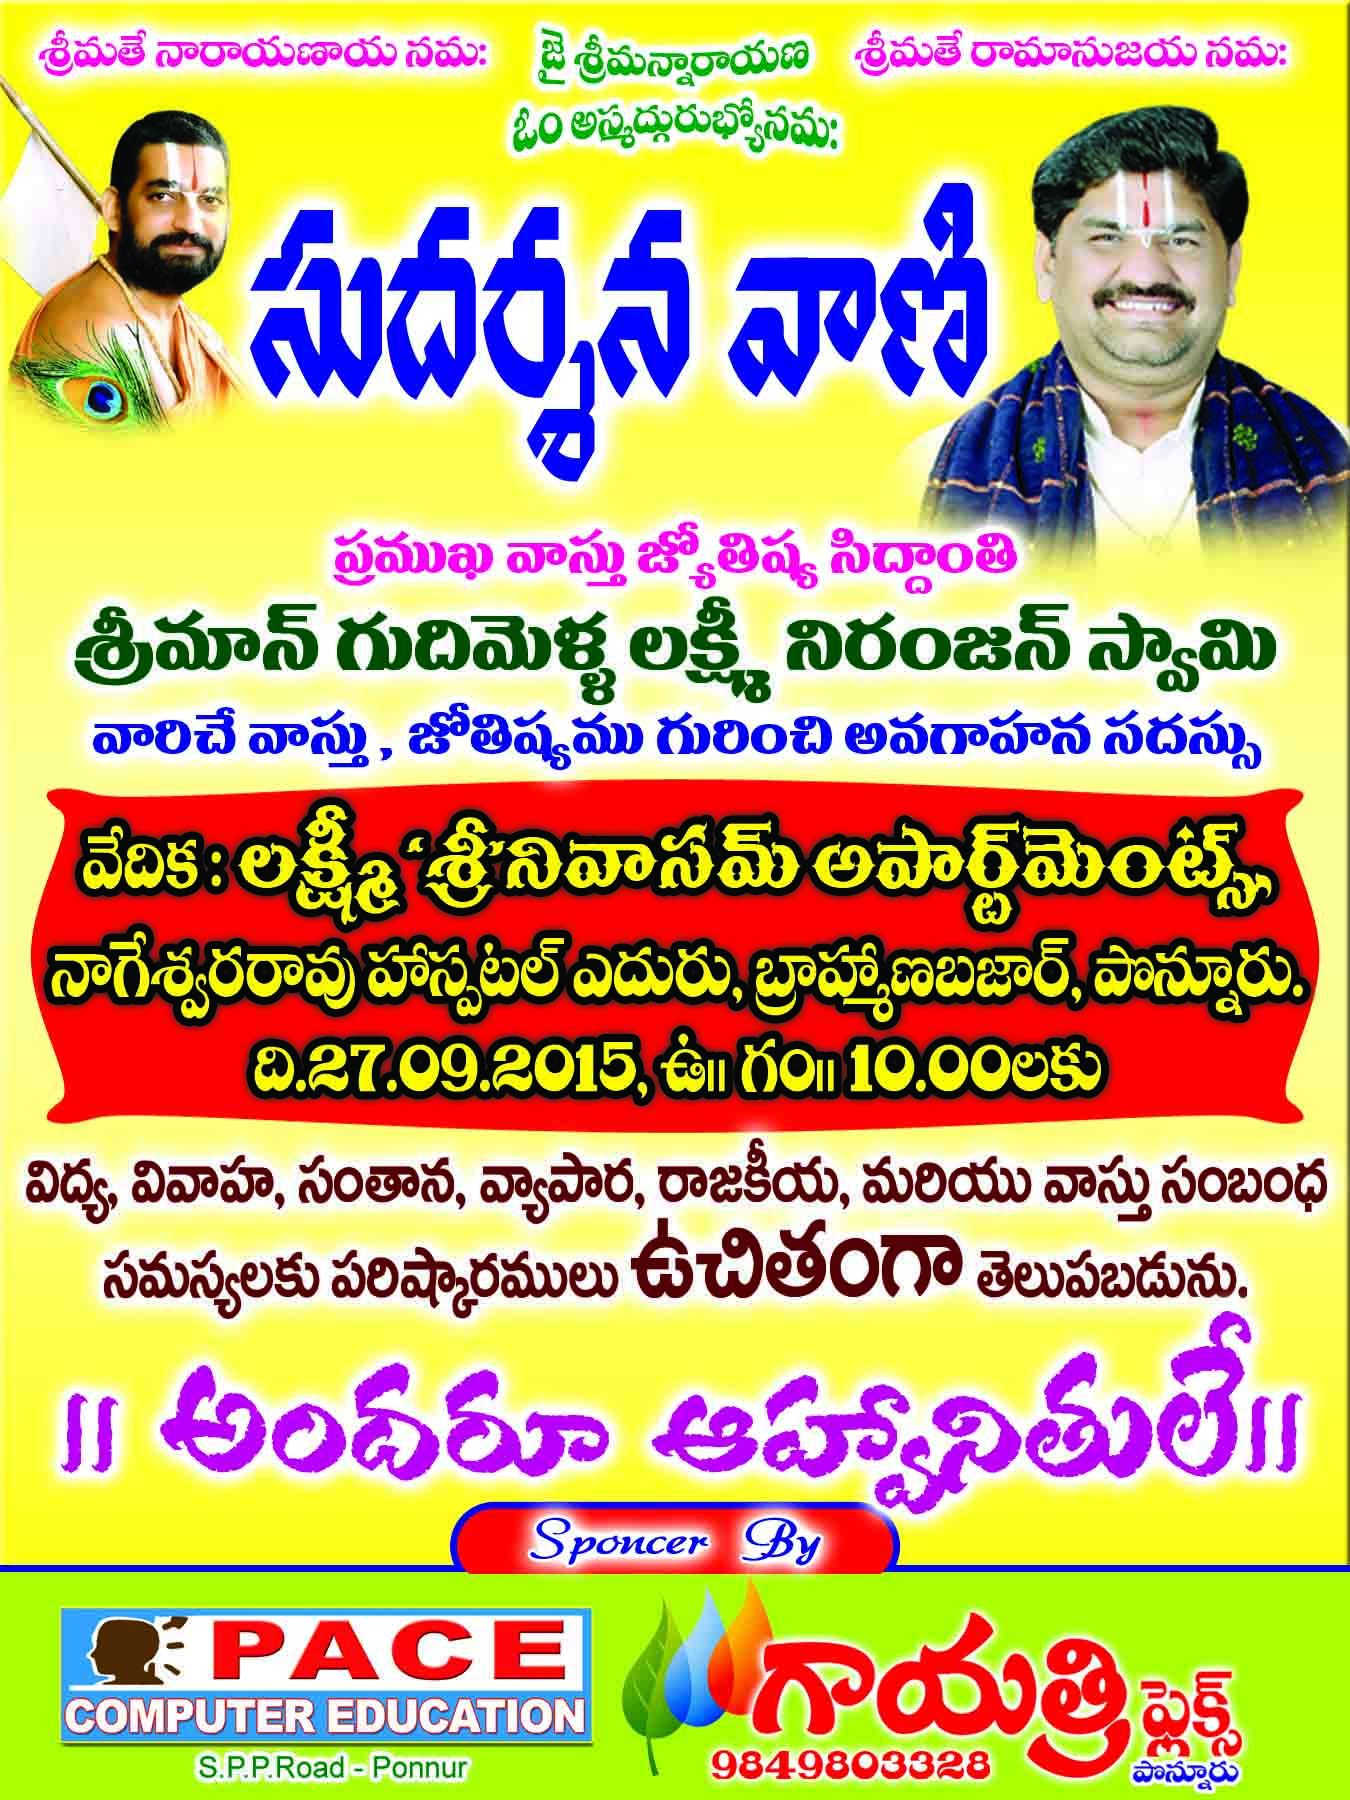 శ్రీమతే నారాయణాయ నమ:
జై శ్రీమన్నారాయణ
శ్రీమతే రామానుజయ నమ:
ఓం అస్మద్గురుభ్యోనమ:
సుదర్శన వాణి
ప్రముఖ వాస్తు జ్యోతిష్య సిద్దాంతి
శ్రీమాన్ గుదిమెళ్ళ లక్ష్మీ నిరంజన్ స్వామి
వారిచే వాస్తు, జోతిష్యము గురించి అవగాహన సదస్సు
వేదిక : లక్ష్మీ "శ్రీ"నివాసమ్ అపార్ట్‌మెంట్స్,
నాగేశ్వరరావు హాస్పటల్ ఎదురు, బ్రాహ్మణబజార్, పొన్నూరు.
ది.27.09.2015, ఉ॥ గం॥ 10.00లకు
విద్య, వివాహ, సంతాన, వ్యాపార, రాజకీయ, మరియు వాస్తు సంబంధ
సమస్యలకు పరిష్కారములు ఉచితంగా తెలుపబడును.
॥ అందరూ ఆహ్వానితులే॥
Sponcer By
PACE
COMPUTER EDUCATION
S.P.P.Road - Ponnur
గాయత్రి ఫ్లెక్స్
9849803328 పొన్నూరు